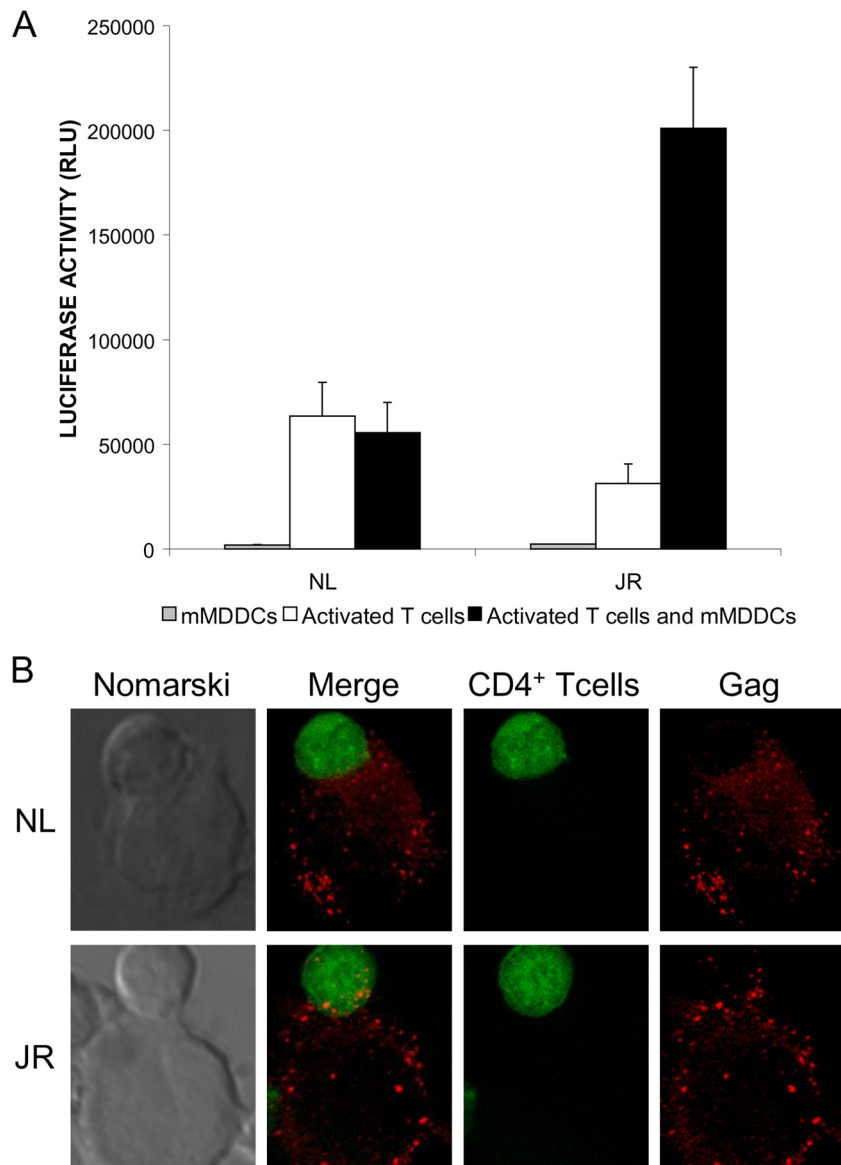 A
LUCIFERASE ACTIVITY (RLU)
250000
200000
150000
100000
50000
0
NL JR
mMDDCs Activated T cells Activated T cells and mMDDCs
B
Nomarski Merge CD4⁺ Tcells Gag
NL
JR